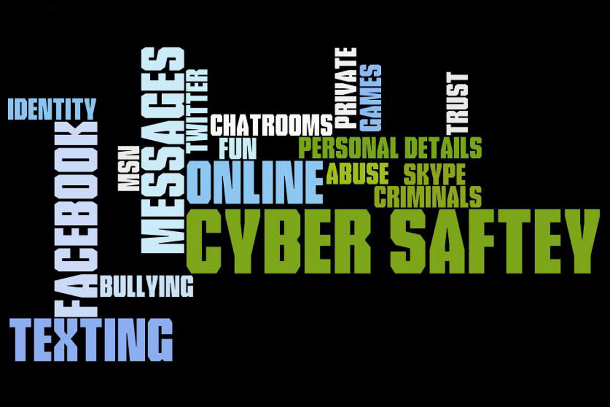 IDENTITY
FACEBOOK
MSN
MESSAGES
TWITTER
CHATROOMS
FUN
ONLINE
PRIVATE
GAMES
TRUST
PERSONAL DETAILS
ABUSE
SKYPE
CRIMINALS
CYBER SAFTEY
BULLYING
TEXTING